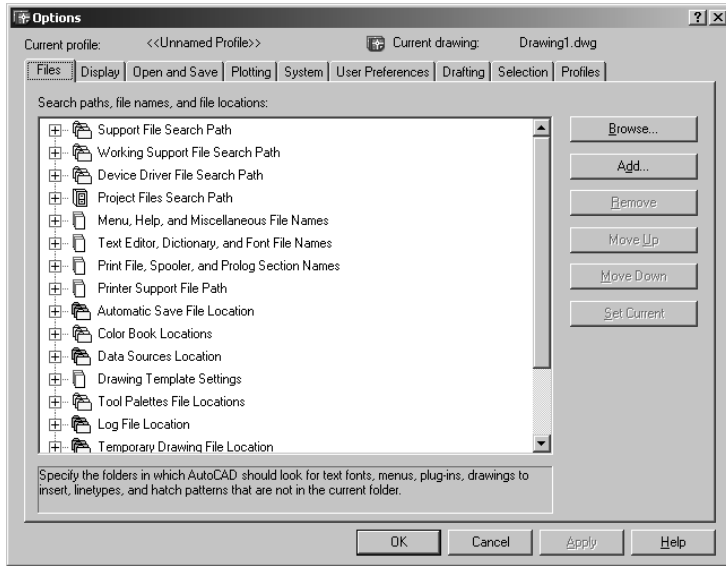 Options
Current profile: <<Unnamed Profile>> Current drawing: Drawing1.dwg
Files Display Open and Save Plotting System User Preferences Drafting Selection Profiles
Search paths, file names, and file locations:
Support File Search Path
Working Support File Search Path
Device Driver File Search Path
Project Files Search Path
Menu, Help, and Miscellaneous File Names
Text Editor, Dictionary, and Font File Names
Print File, Spooler, and Prolog Section Names
Printer Support File Path
Automatic Save File Location
Color Book Locations
Data Sources Location
Drawing Template Settings
Tool Palettes File Locations
Log File Location
Temporary Drawing File Location
Browse...
Add...
Remove
Move Up
Move Down
Set Current
Specify the folders in which AutoCAD should look for text fonts, menus, plug-ins, drawings to
insert, linetypes, and hatch patterns that are not in the current folder.
OK Cancel Apply Help